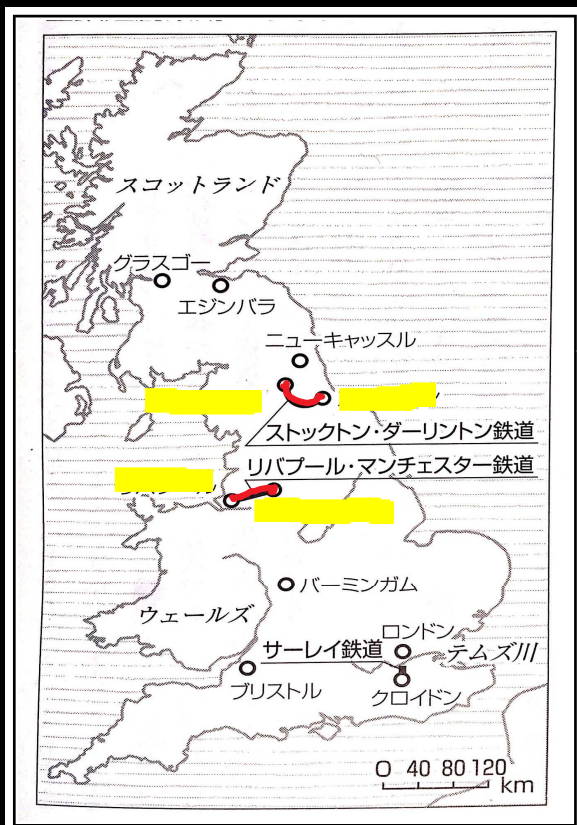 スコットランド
グラスゴー
エジンバラ
ニューキャッスル
ストックトン・ダーリントン鉄道
リバプール・マンチェスター鉄道
バーミンガム
ウェールズ
ロンドン
サーレイ鉄道
テムズ川
ブリストル
クロイドン
0 40 80 120
km